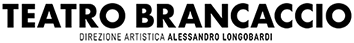 TEATRO BRANCACCIO
DIREZIONE ARTISTICA ALESSANDRO LONGOBARDI